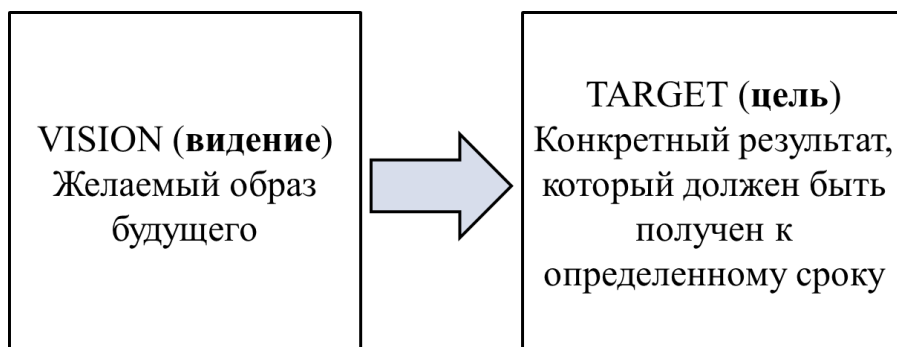 VISION (видение)
Желаемый образ
будущего
TARGET (цель)
Конкретный результат,
который должен быть
получен к
определенному сроку